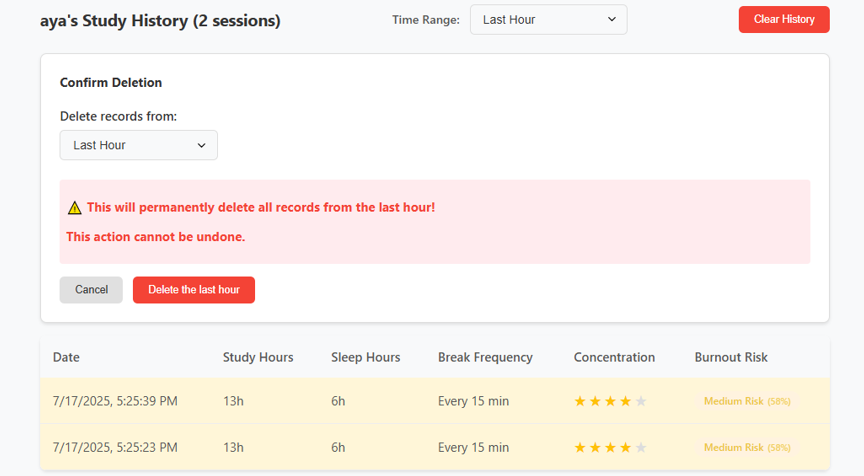 aya's Study History (2 sessions) Time Range: Last Hour Clear History
Confirm Deletion
Delete records from:
Last Hour
⚠ This will permanently delete all records from the last hour!
This action cannot be undone.
Cancel Delete the last hour
Date Study Hours Sleep Hours Break Frequency Concentration Burnout Risk
7/17/2025, 5:25:39 PM 13h 6h Every 15 min ★★★★★ Medium Risk (58%)
7/17/2025, 5:25:23 PM 13h 6h Every 15 min ★★★★★ Medium Risk (58%)